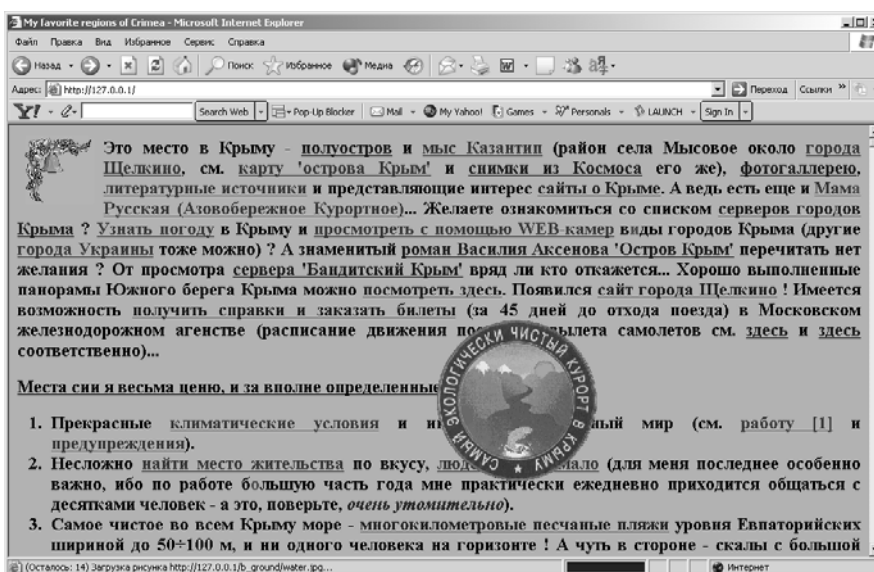 My favorite regions of Crimea - Microsoft Internet Explorer
Файл Правка Вид Избранное Сервис Справка
Назад Поиск Избранное Медиа
Адрес: http://127.0.0.1/ Переход Ссылки »
Y! Search Web Pop-Up Blocker Mail My Yahoo! Games Personals LAUNCH Sign In
Это место в Крыму - полуостров и мыс Казантип (район села Мысовое около города
Щелкино, см. карту 'острова Крым' и снимки из Космоса его же), фотогаллерею,
литературные источники и представляющие интерес сайты о Крыме. А ведь есть еще и Мама
Русская (Азовобережное Курортное)... Желаете ознакомиться со списком серверов городов
Крыма ? Узнать погоду в Крыму и просмотреть с помощью WEB-камер виды городов Крыма (другие
города Украины тоже можно) ? А знаменитый роман Василия Аксенова 'Остров Крым' перечитать нет
желания ? От просмотра сервера 'Бандитский Крым' вряд ли кто откажется... Хорошо выполненные
панорамы Южного берега Крыма можно посмотреть здесь. Появился сайт города Щелкино ! Имеется
возможность получить справки и заказать билеты (за 45 дней до отхода поезда) в Московском
железнодорожном агенстве (расписание движения вылета самолетов см. здесь и здесь
соответственно)...
Места сии я весьма ценю, и за вполне определенные
САМЫЙ ЭКОЛОГИЧЕСКИ ЧИСТЫЙ КУРОРТ В КРЫМУ
1. Прекрасные климатические условия и мир (см. работу [1] и
предупреждения).
2. Несложно найти место жительства по вкусу, (для меня последнее особенно
важно, ибо по работе большую часть года мне практически ежедневно приходится общаться с
десятками человек - а это, поверьте, очень утомительно).
3. Самое чистое во всем Крыму море - многокилометровые песчаные пляжи уровня Евпаторийских
шириной до 50÷100 м, и ни одного человека на горизонте ! А чуть в стороне - скалы с большой
(Осталось: 14) Загрузка рисунка http://127.0.0.1/b_ground/water.jpg... Интернет